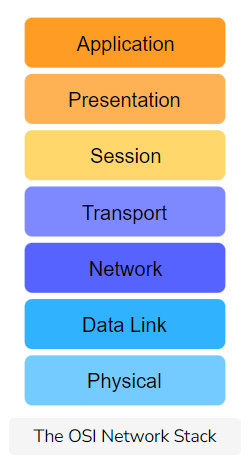 Application
Presentation
Session
Transport
Network
Data Link
Physical
The OSI Network Stack